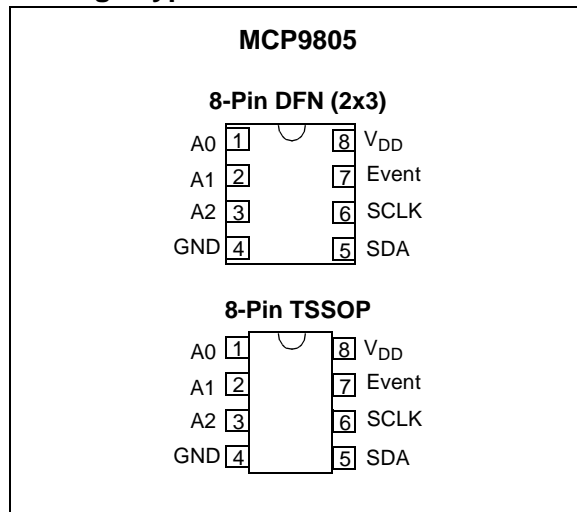 MCP9805
8-Pin DFN (2x3)
A0 1 8 VDD
A1 2 7 Event
A2 3 6 SCLK
GND 4 5 SDA
8-Pin TSSOP
A0 1 8 VDD
A1 2 7 Event
A2 3 6 SCLK
GND 4 5 SDA